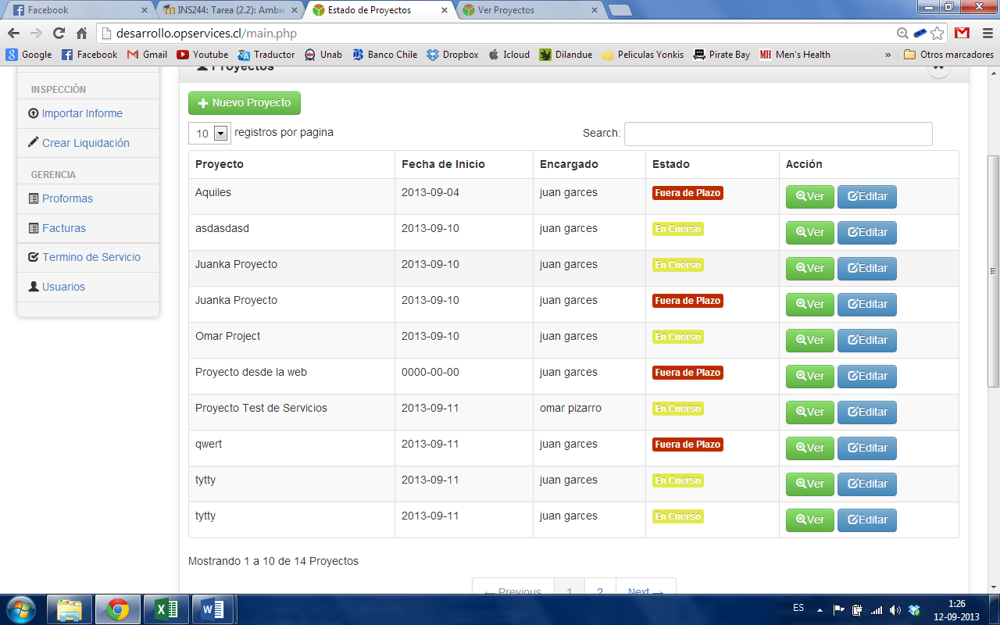 Facebook
INS244: Tarea (2.2): Ambie
Estado de Proyectos
Ver Proyectos
desarrollo.opservices.cl/main.php
Google Facebook Gmail Youtube Traductor Unab Banco Chile Dropbox Icloud Dilandue Peliculas Yonkis Pirate Bay MH Men's Health » Otros marcadores
Proyectos
INSPECCIÓN
Importar Informe
Crear Liquidación
GERENCIA
Proformas
Facturas
Termino de Servicio
Usuarios
Nuevo Proyecto
10 registros por pagina Search:
Proyecto Fecha de Inicio Encargado Estado Acción
Aquiles 2013-09-04 juan garces Fuera de Plazo Ver Editar
asdasdasd 2013-09-10 juan garces En Cuerso Ver Editar
Juanka Proyecto 2013-09-10 juan garces En Cuerso Ver Editar
Juanka Proyecto 2013-09-10 juan garces Fuera de Plazo Ver Editar
Omar Project 2013-09-10 juan garces En Cuerso Ver Editar
Proyecto desde la web 0000-00-00 juan garces Fuera de Plazo Ver Editar
Proyecto Test de Servicios 2013-09-11 omar pizarro En Cuerso Ver Editar
qwert 2013-09-11 juan garces Fuera de Plazo Ver Editar
tytty 2013-09-11 juan garces En Cuerso Ver Editar
tytty 2013-09-11 juan garces En Cuerso Ver Editar
Mostrando 1 a 10 de 14 Proyectos
← Previous 1 2 Next →
ES 1:26
12-09-2013